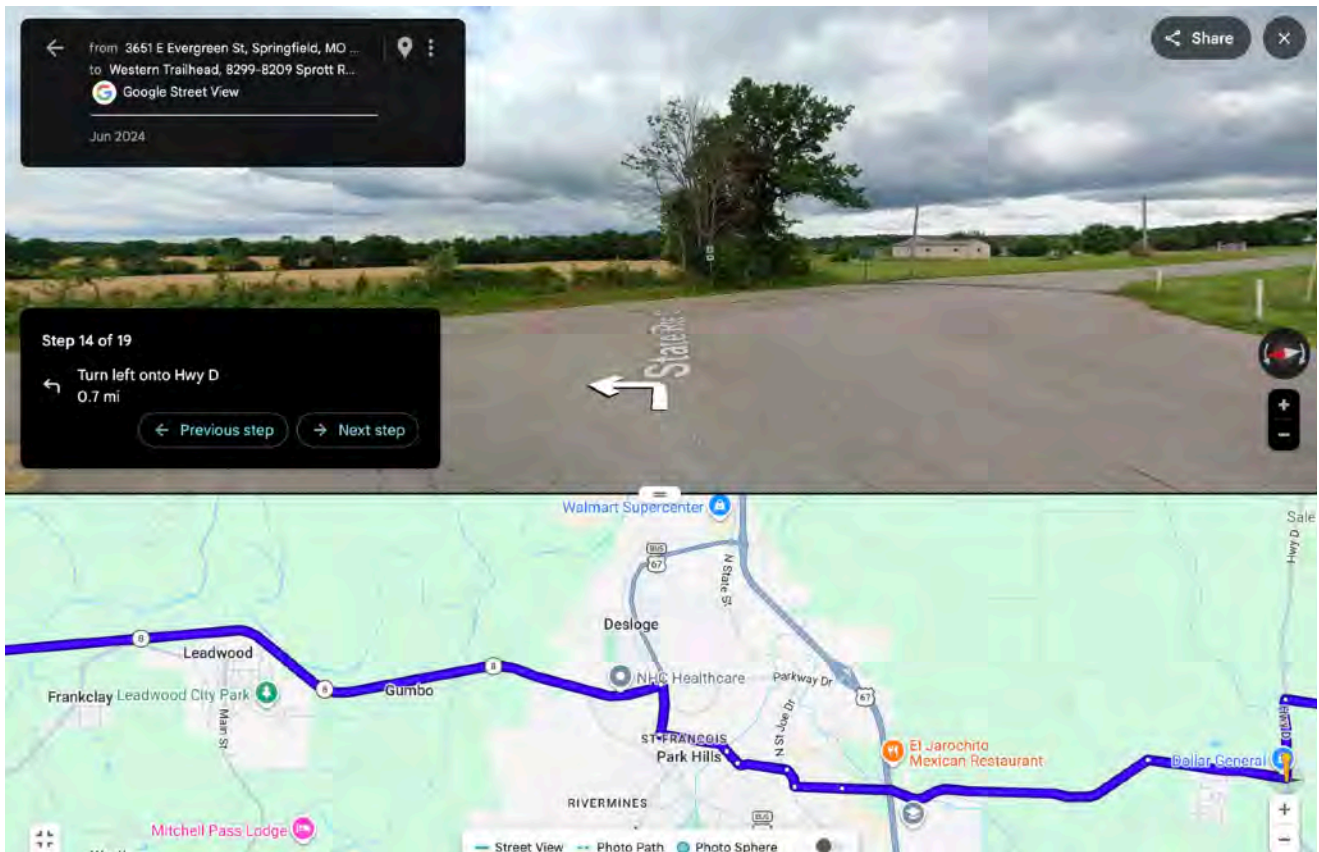 from 3651 E Evergreen St, Springfield, MO ...
to Western Trailhead, 8299-8209 Sprott R...
Google Street View
Jun 2024
Share
Step 14 of 19
Turn left onto Hwy D
0.7 mi
Previous step
Next step
State Rte
Walmart Supercenter
BUS
67
N State St
Hwy D
Sale
Desloge
8
Leadwood
NHC Healthcare
Parkway Dr
67
Frankclay
Leadwood City Park
8
Gumbo
8
Main St
ST FRANCOIS
Park Hills
N St Joe Dr
El Jarochito
Mexican Restaurant
Hwy D
Dollar General
RIVERMINES
BUS
Mitchell Pass Lodge
Street View
Photo Path
Photo Sphere